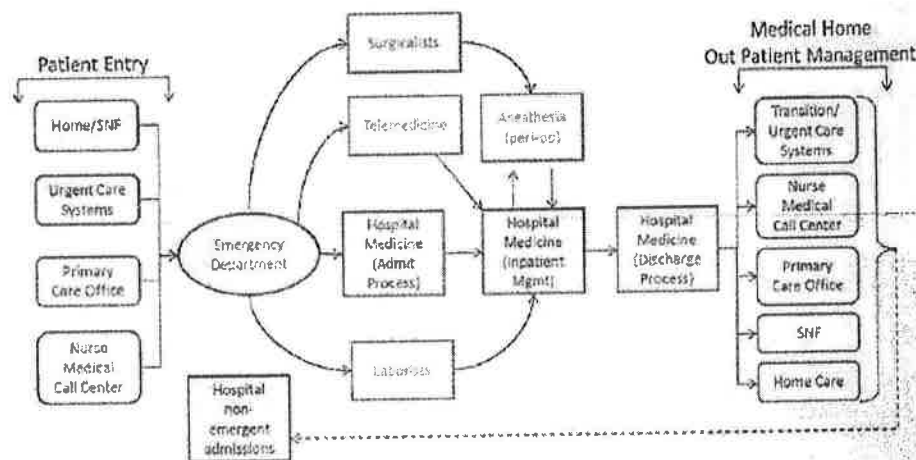 Patient Entry
Home/SNF
Urgent Care
Systems
Primary
Care Office
Nurse
Medical
Call Center
Emergency
Department
Surgicalists
Telemedicine
Anesthesia
(peri-op)
Hospital
Medicine
(Admit
Process)
Hospital
Medicine
(Inpatient
Mgmt)
Hospital
Medicine
(Discharge
Process)
Laborists
Hospital
non-
emergent
admissions
Medical Home
Out Patient Management
Transition/
Urgent Care
Systems
Nurse
Medical
Call Center
Primary
Care Office
SNF
Home Care